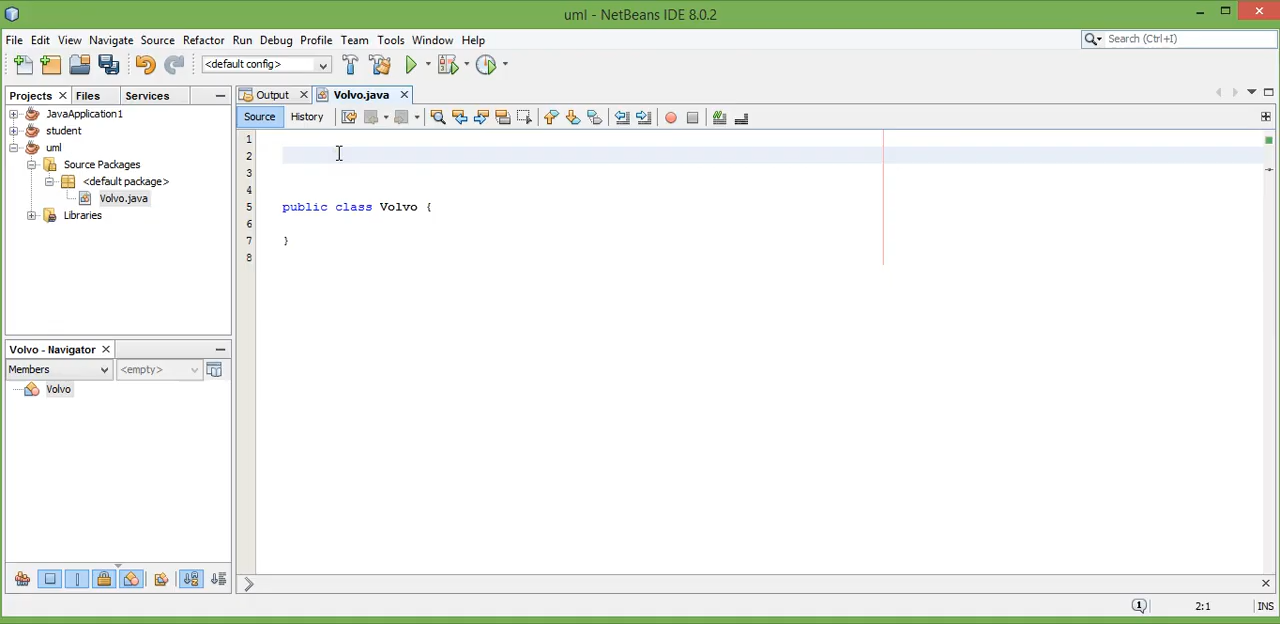 uml - NetBeans IDE 8.0.2
File Edit View Navigate Source Refactor Run Debug Profile Team Tools Window Help
Search (Ctrl+I)
<default config>
Projects Files Services
Output Volvo.java
Source History
JavaApplication1
student
uml
Source Packages
<default package>
Volvo.java
Libraries
1
2
3
4
5 public class Volvo {
6
7 }
8
Volvo - Navigator
Members <empty>
Volvo
1 2:1 INS